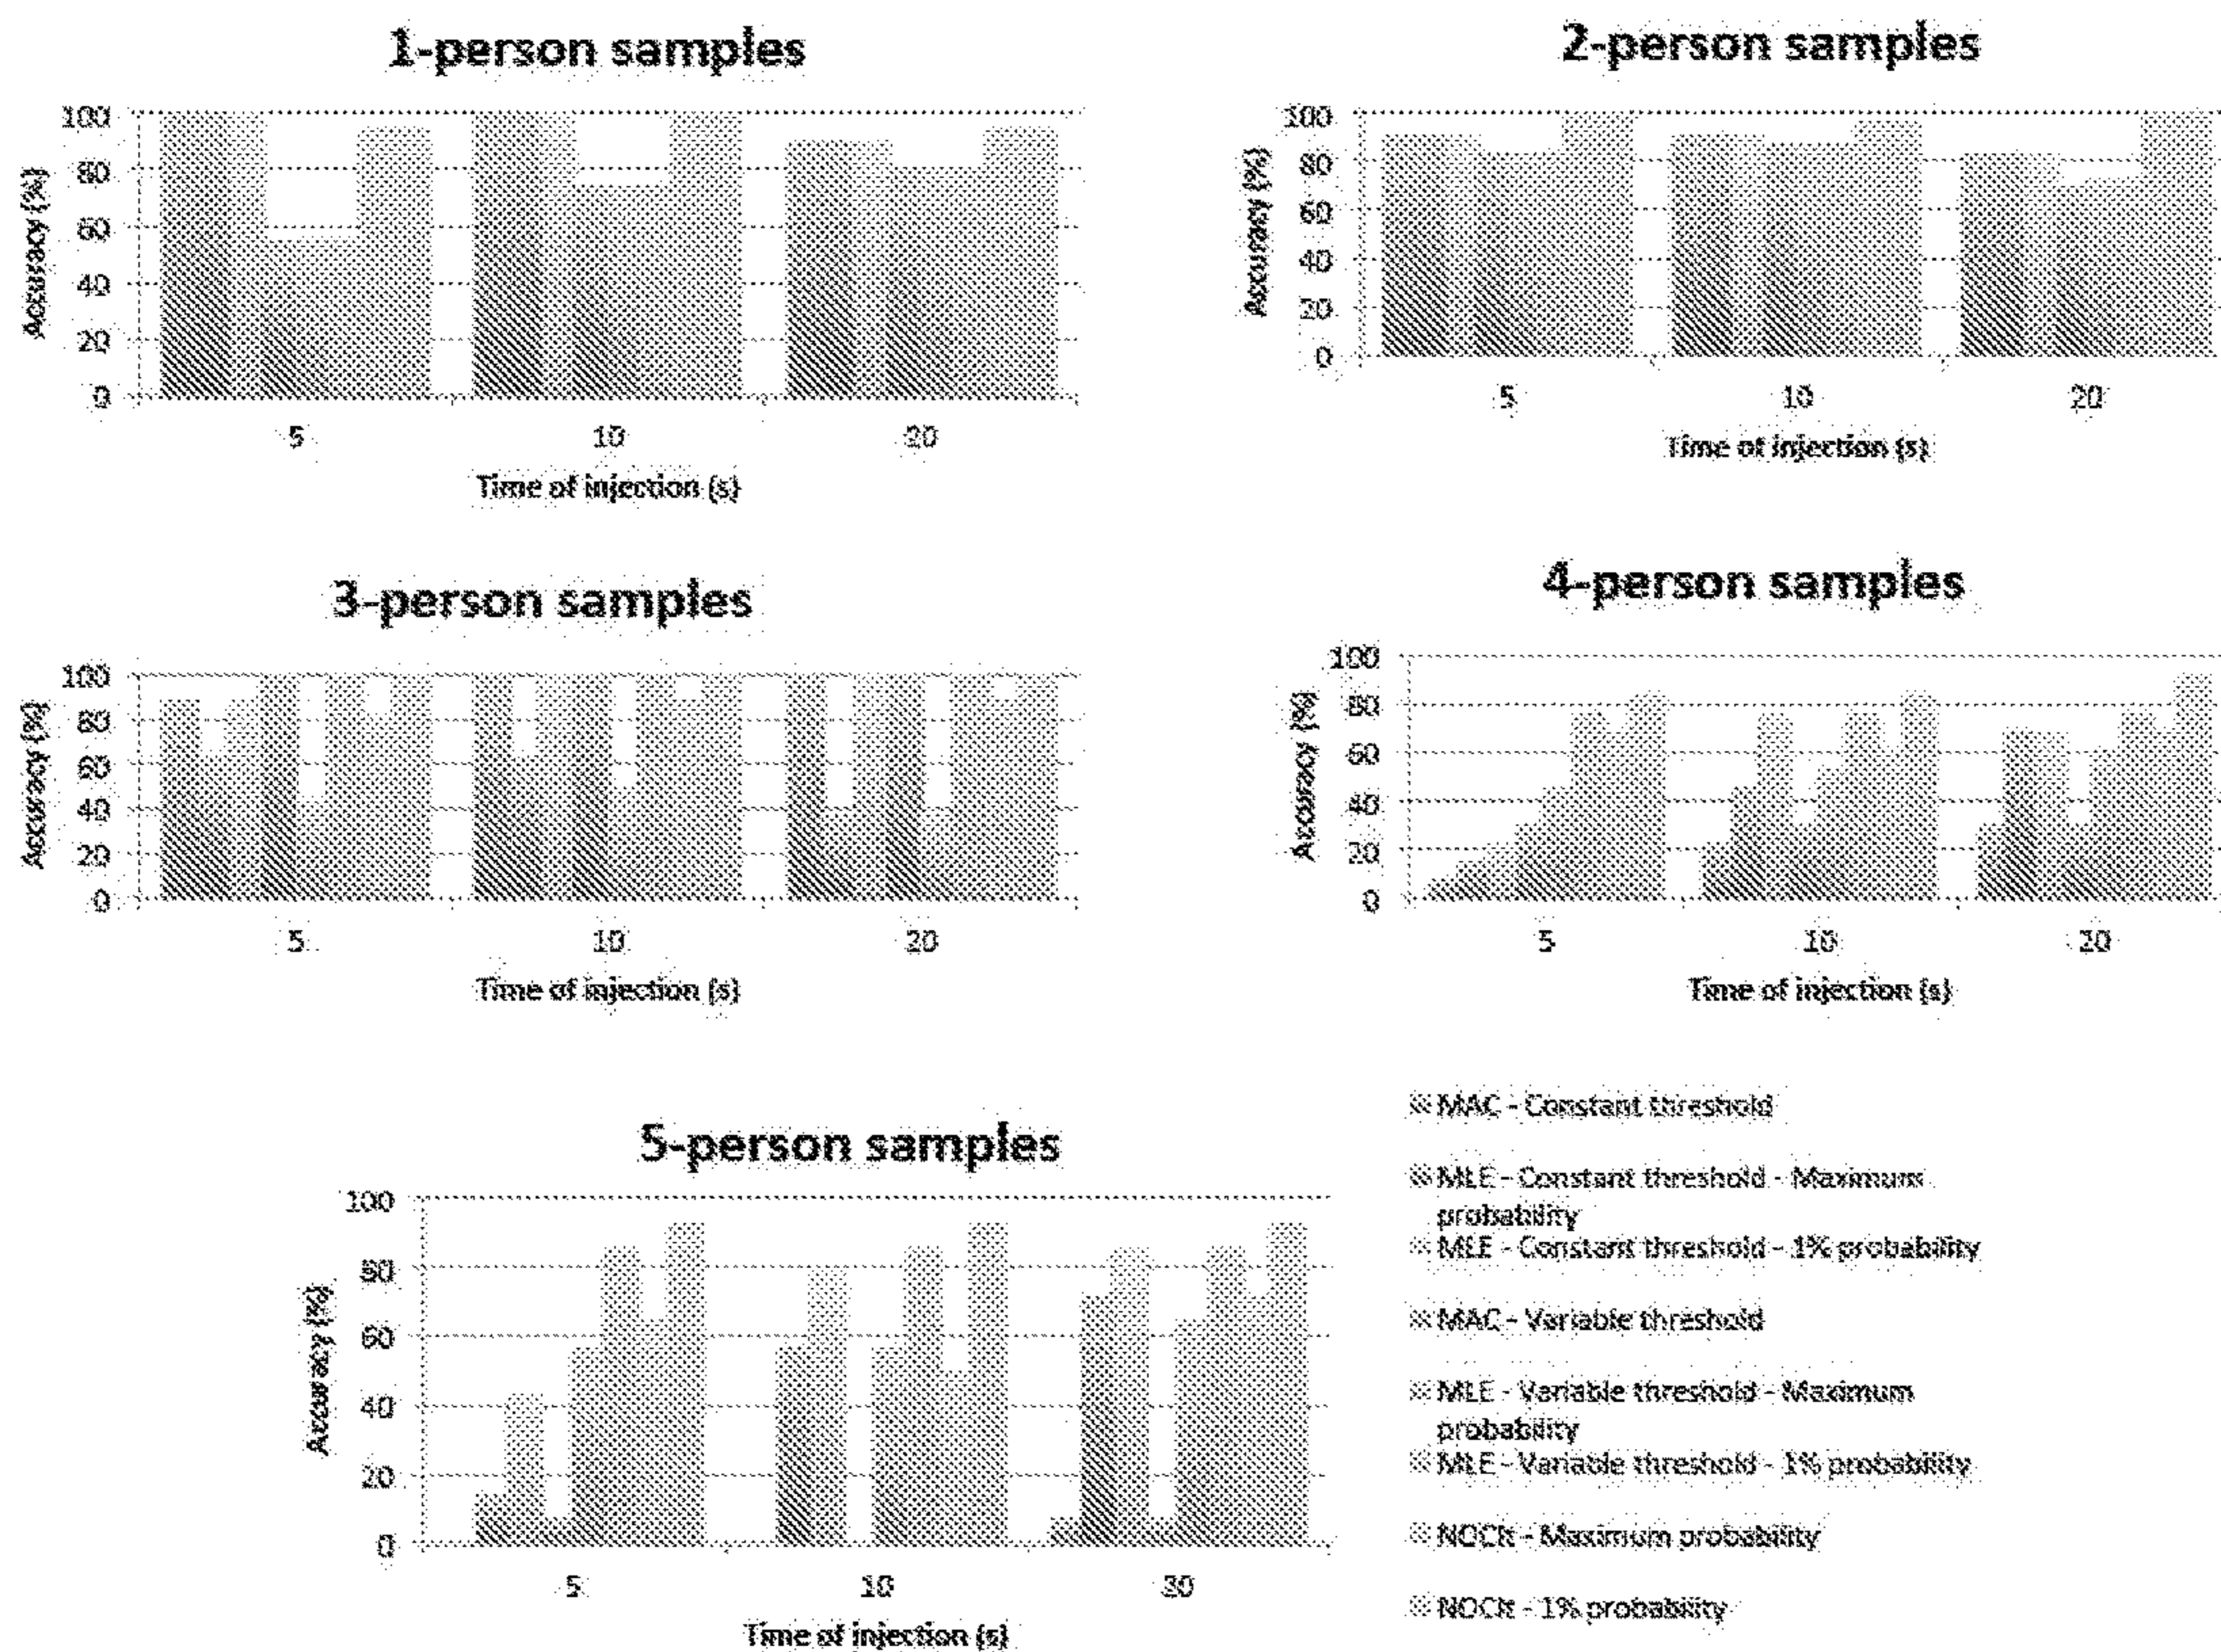 1-person samples
100
80
60
40
20
0
Accuracy (%)
5
10
20
Time of injection (s)
2-person samples
100
80
60
40
20
0
Accuracy (%)
5
10
20
Time of injection (s)
3-person samples
100
80
60
40
20
0
Accuracy (%)
5
10
20
Time of injection (s)
4-person samples
100
80
60
40
20
0
Accuracy (%)
5
10
20
Time of injection (s)
5-person samples
100
80
60
40
20
0
Accuracy (%)
5
10
20
Time of injection (s)
MAC - Constant threshold
MLE - Constant threshold - Maximum
probability
MLE - Constant threshold - 1% probability
MAC - Variable threshold
MLE - Variable threshold - Maximum
probability
MLE - Variable threshold - 1% probability
NOCIt - Maximum probability
NOCIt - 1% probability